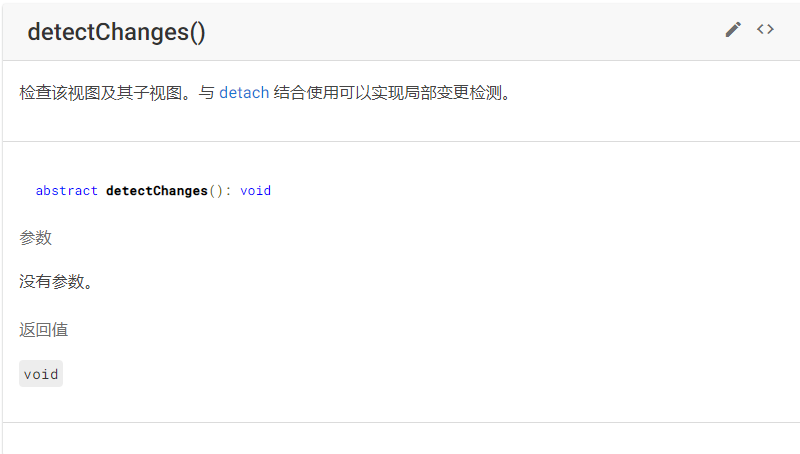 detectChanges()
检查该视图及其子视图。与 detach 结合使用可以实现局部变更检测。
abstract detectChanges(): void
参数
没有参数。
返回值
void